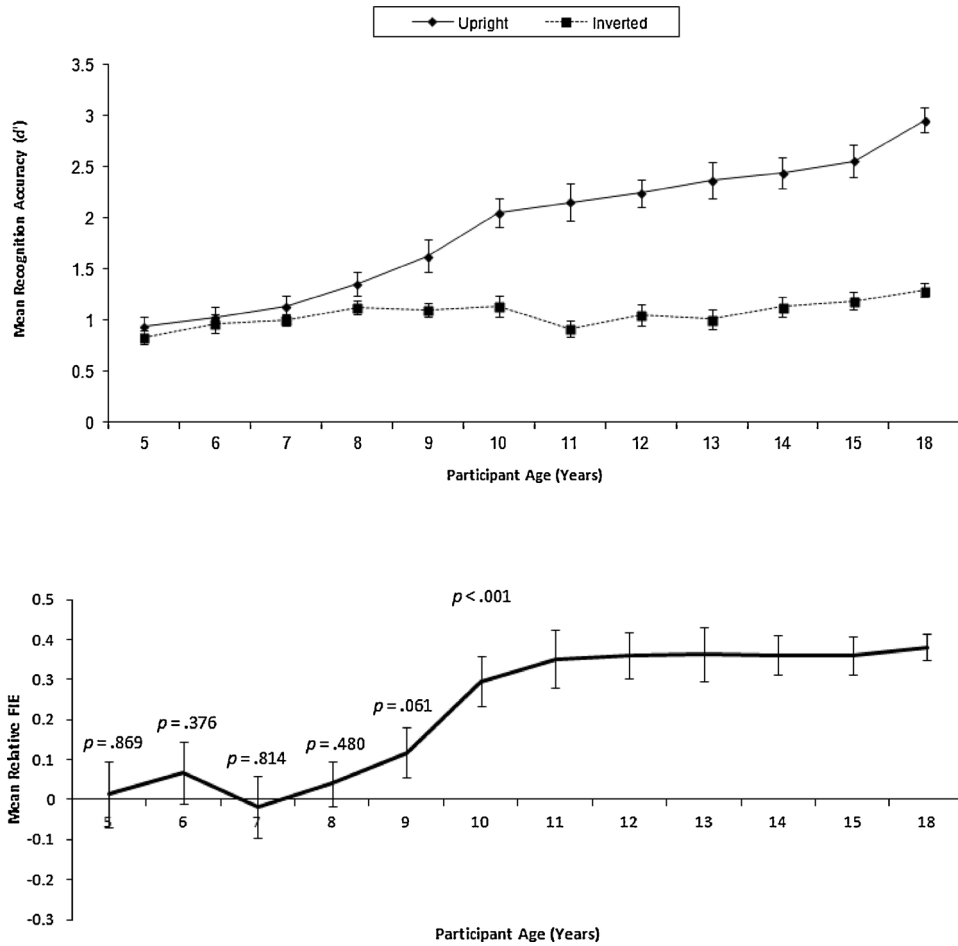 Upright Inverted
Mean Recognition Accuracy (d')
3.5
3
2.5
2
1.5
1
0.5
0
5 6 7 8 9 10 11 12 13 14 15 18
Participant Age (Years)
Mean Relative FIE
0.5
0.4
0.3
0.2
0.1
0
-0.1
-0.2
-0.3
p = .869
p = .376
p = .814
p = .480
p = .061
p < .001
5 6 7 8 9 10 11 12 13 14 15 18
Participant Age (Years)